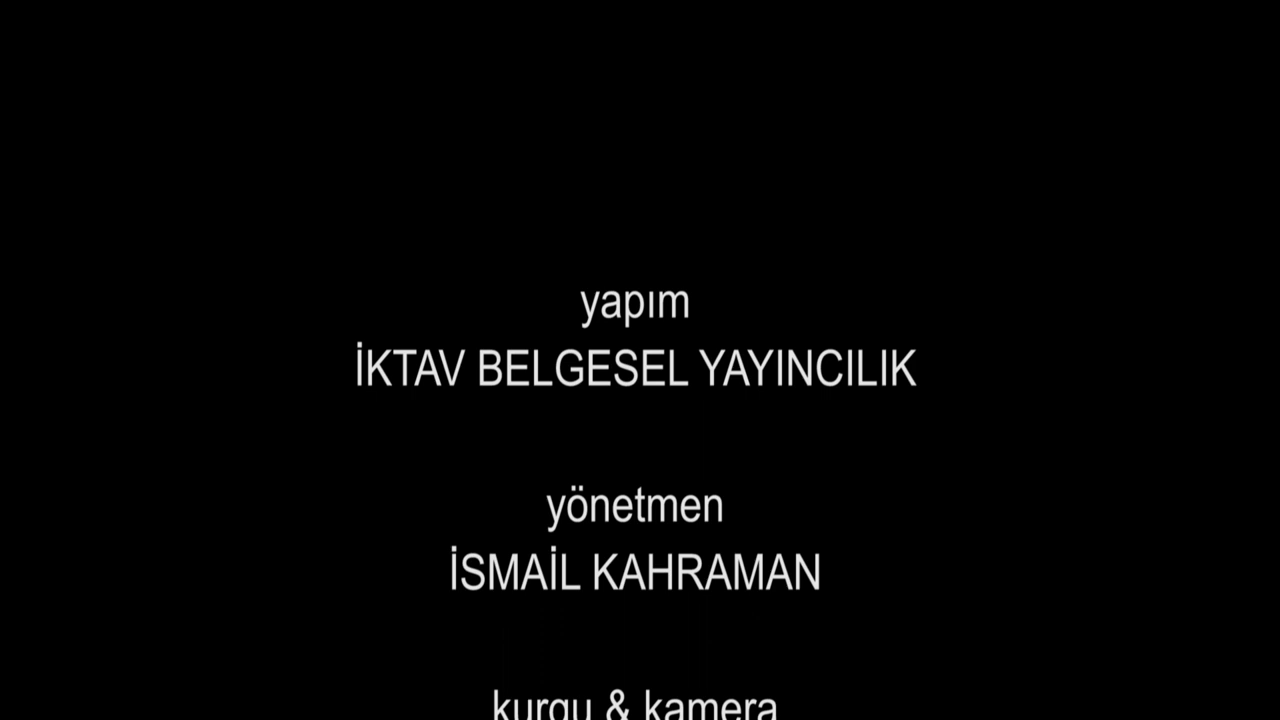 yapım
İKTAV BELGESEL YAYINCILIK
yönetmen
İSMAİL KAHRAMAN
kurgu & kamera